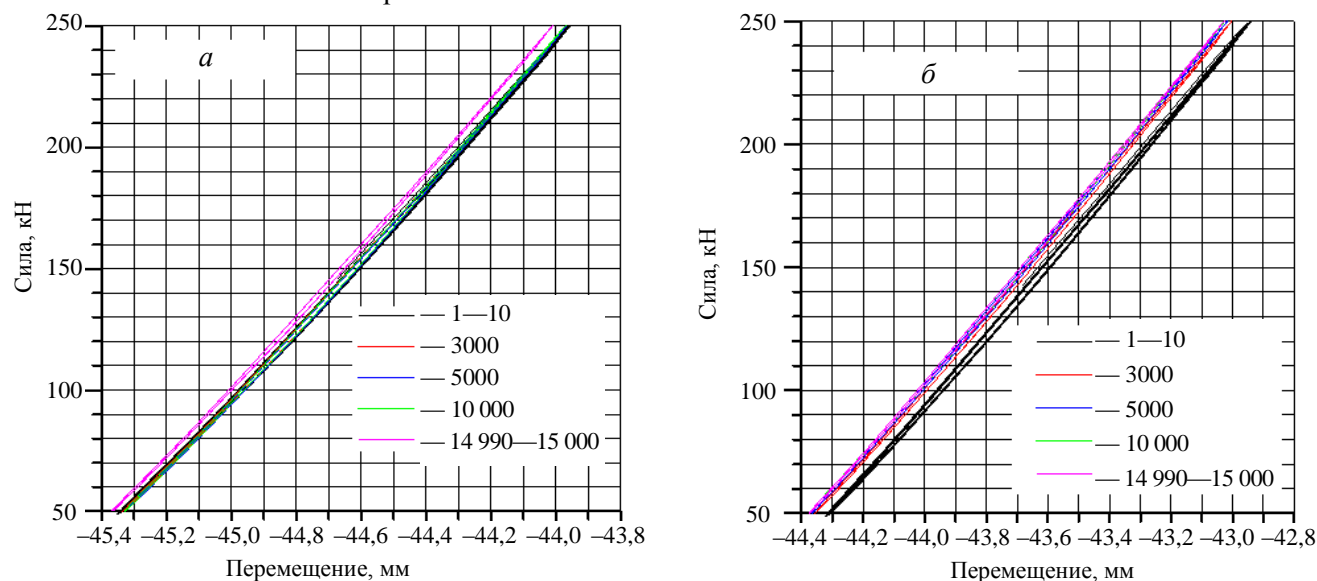 250
200
150
100
50
Сила, кН
а
— 1—10
— 3000
— 5000
— 10 000
— 14 990—15 000
–45,4 –45,2 –45,0 –44,8 –44,6 –44,4 –44,2 –44,0 –43,8
Перемещение, мм
250
200
150
100
50
Сила, кН
б
— 1—10
— 3000
— 5000
— 10 000
— 14 990—15 000
–44,4 –44,2 –44,0 –43,8 –43,6 –43,4 –43,2 –43,0 –42,8
Перемещение, мм